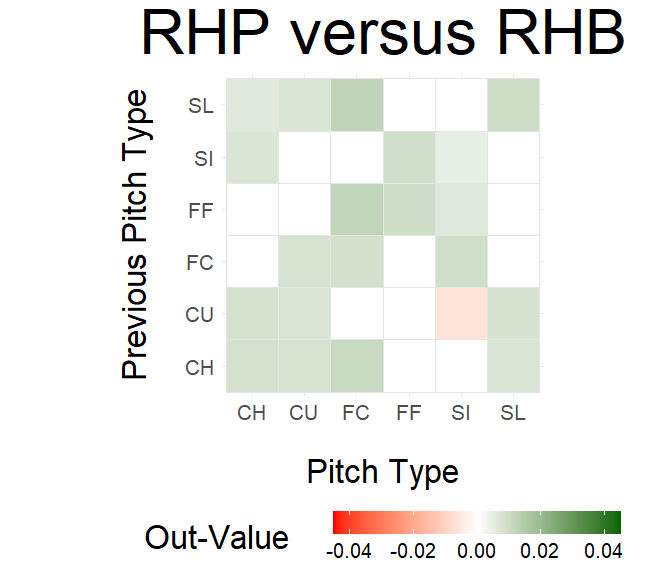 RHP versus RHB
Previous Pitch Type
SL
SI
FF
FC
CU
CH
CH CU FC FF SI SL
Pitch Type
Out-Value
-0.04 -0.02 0.00 0.02 0.04